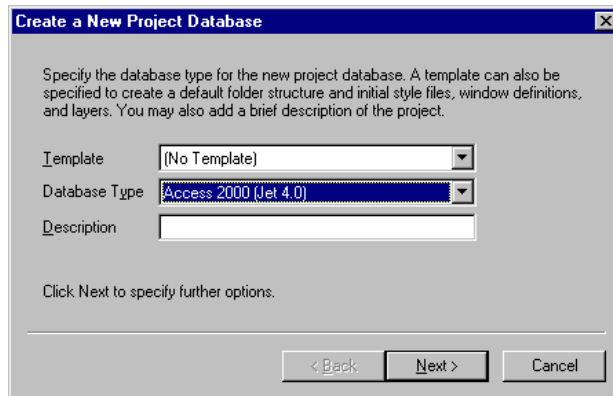 Create a New Project Database
Specify the database type for the new project database. A template can also be
specified to create a default folder structure and initial style files, window definitions,
and layers. You may also add a brief description of the project.
Template (No Template)
Database Type Access 2000 (Jet 4.0)
Description
Click Next to specify further options.
< Back Next > Cancel